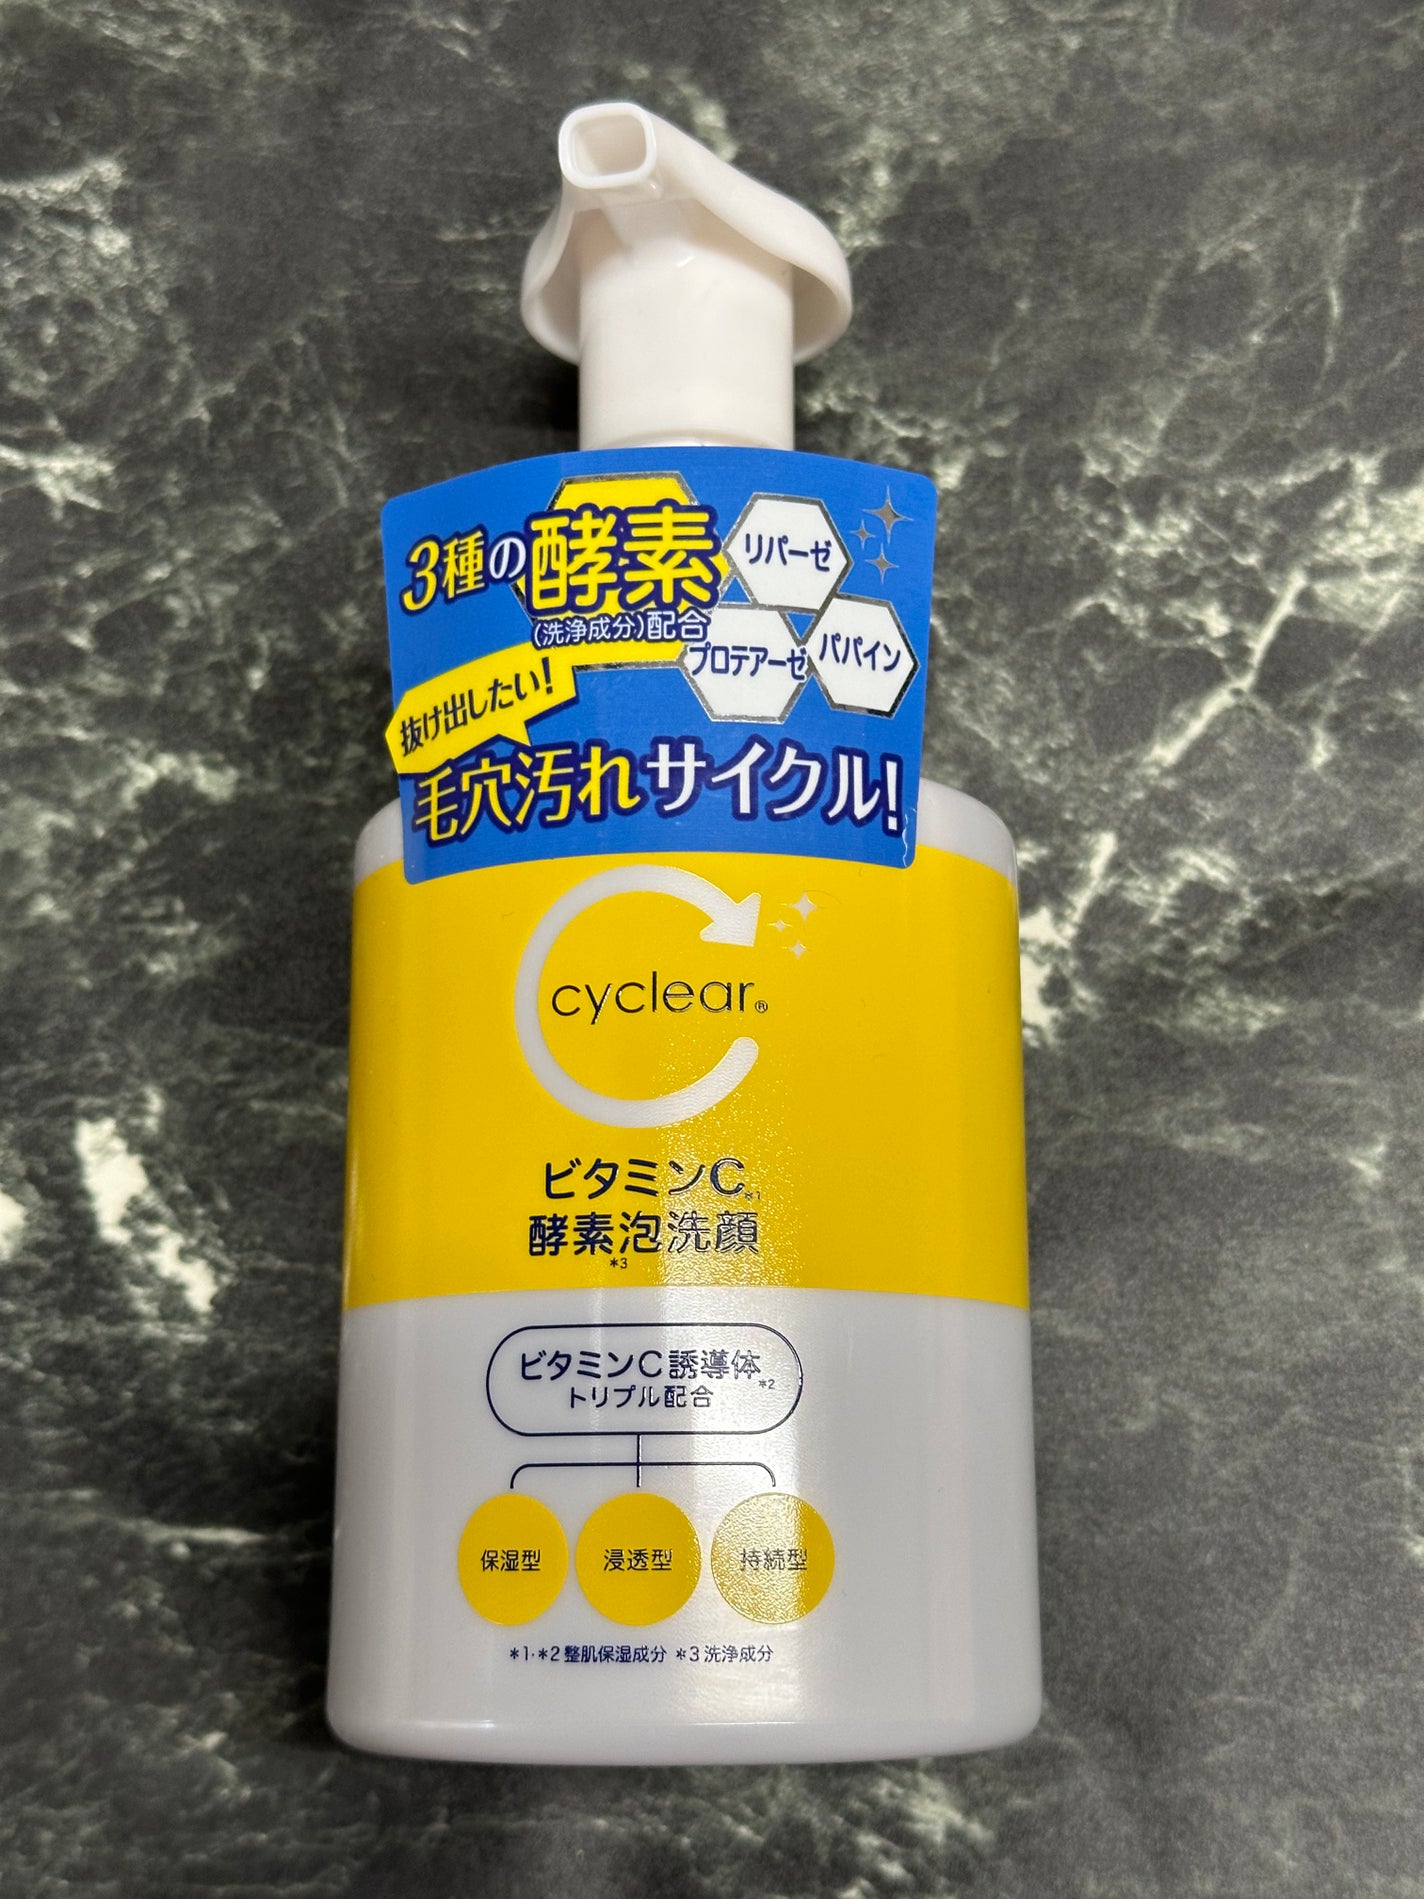 3種の酵素
(洗浄成分)配合
リパーゼ
プロテアーゼ
パパイン
抜け出したい!
毛穴汚れサイクル!
cyclear®
ビタミンC*1
酵素泡洗顔
*3
ビタミンC誘導体*2
トリプル配合
保湿型
浸透型
持続型
*1・*2整肌保湿成分 *3洗浄成分